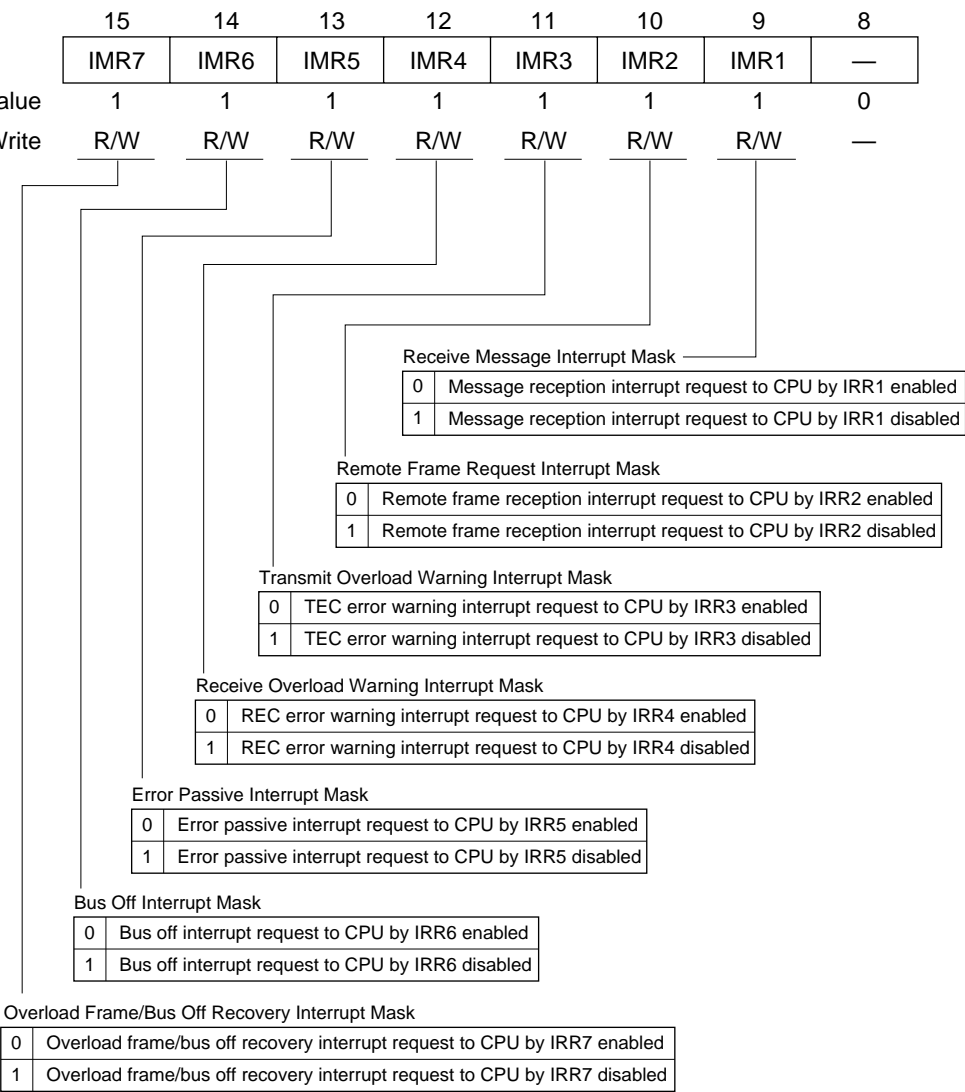 15 14 13 12 11 10 9 8
IMR7 IMR6 IMR5 IMR4 IMR3 IMR2 IMR1 —
1 1 1 1 1 1 1 0
R/W R/W R/W R/W R/W R/W R/W —
Receive Message Interrupt Mask
0 Message reception interrupt request to CPU by IRR1 enabled
1 Message reception interrupt request to CPU by IRR1 disabled
Remote Frame Request Interrupt Mask
0 Remote frame reception interrupt request to CPU by IRR2 enabled
1 Remote frame reception interrupt request to CPU by IRR2 disabled
Transmit Overload Warning Interrupt Mask
0 TEC error warning interrupt request to CPU by IRR3 enabled
1 TEC error warning interrupt request to CPU by IRR3 disabled
Receive Overload Warning Interrupt Mask
0 REC error warning interrupt request to CPU by IRR4 enabled
1 REC error warning interrupt request to CPU by IRR4 disabled
Error Passive Interrupt Mask
0 Error passive interrupt request to CPU by IRR5 enabled
1 Error passive interrupt request to CPU by IRR5 disabled
Bus Off Interrupt Mask
0 Bus off interrupt request to CPU by IRR6 enabled
1 Bus off interrupt request to CPU by IRR6 disabled
Overload Frame/Bus Off Recovery Interrupt Mask
0 Overload frame/bus off recovery interrupt request to CPU by IRR7 enabled
1 Overload frame/bus off recovery interrupt request to CPU by IRR7 disabled